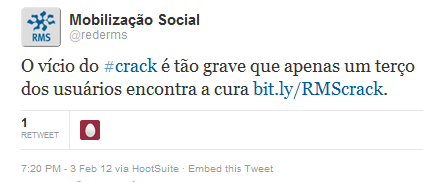 RMS
Mobilização Social
@rederms
O vício do #crack é tão grave que apenas um terço
dos usuários encontra a cura bit.ly/RMScrack.
1
RETWEET
7:20 PM - 3 Feb 12 via HootSuite · Embed this Tweet